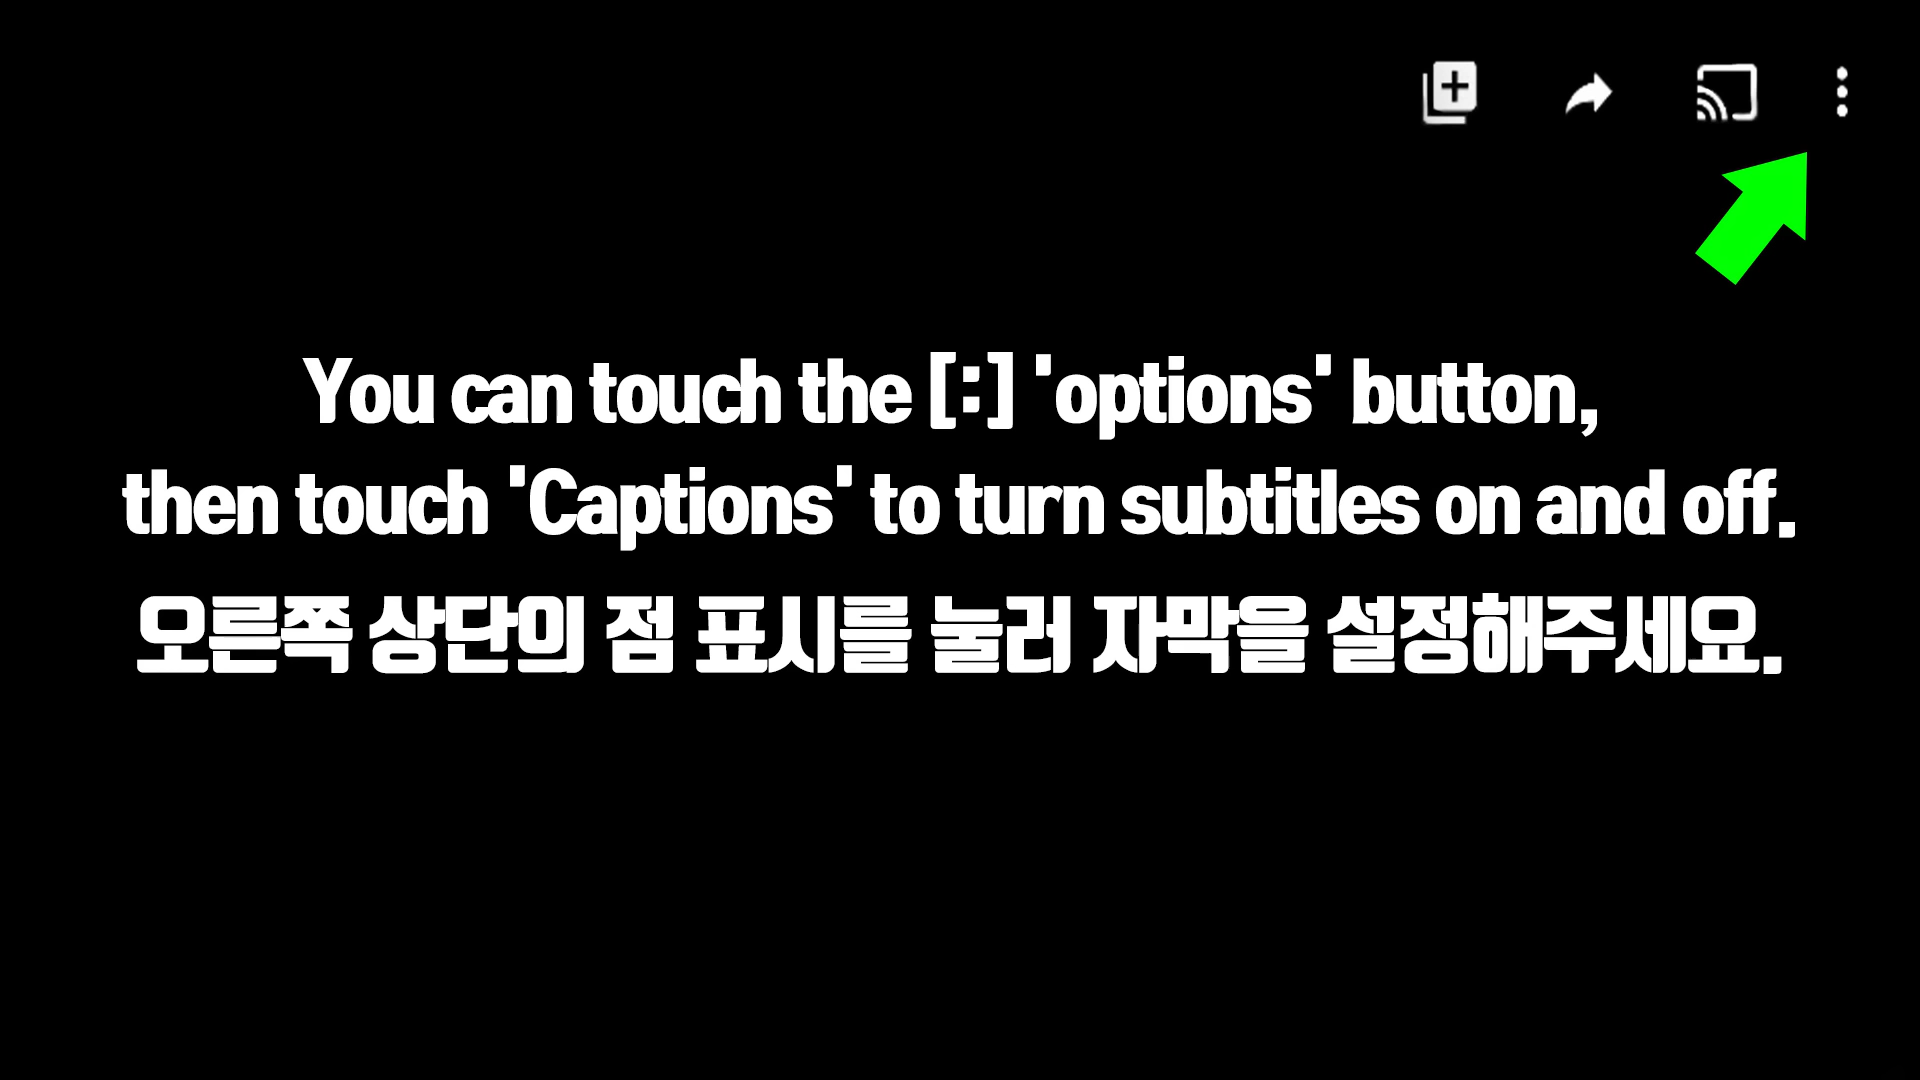 You can touch the [:] 'options' button,
then touch 'Captions' to turn subtitles on and off.
오른쪽 상단의 점 표시를 눌러 자막을 설정해주세요.